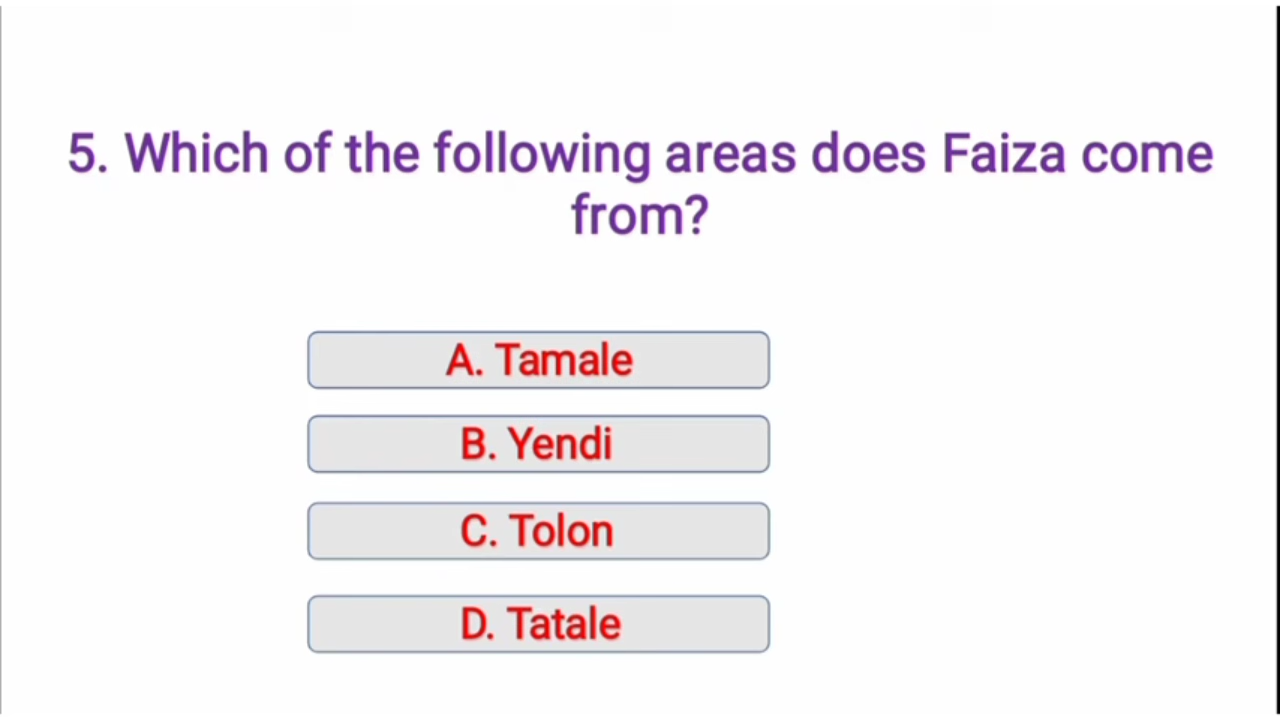 5. Which of the following areas does Faiza come
from?
A. Tamale
B. Yendi
C. Tolon
D. Tatale